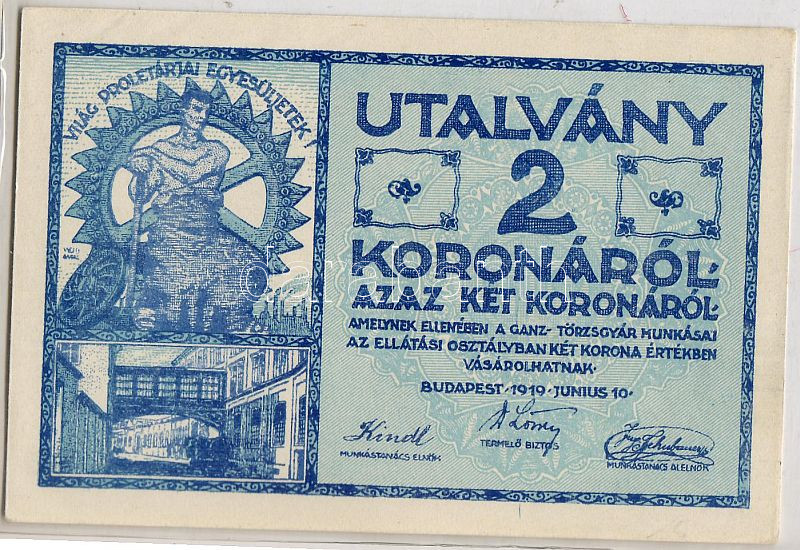 VILÁG PROLETÁRJAI EGYESÜLJETEK!
UTALVÁNY
2
KORONÁRÓL
AZAZ KÉT KORONÁRÓL
AMELYNEK ELLENÉBEN A GANZ-TÖRZSGYÁR MUNKÁSAI
AZ ELLÁTÁSI OSZTÁLYBAN KÉT KORONA ÉRTÉKBEN
VÁSÁROLHATNAK.
BUDAPEST·1919·JUNIUS 10·
Kindl
MUNKÁSTANÁCS ELNÖK
TERMELŐ BIZTOS
MUNKÁSTANÁCS ALELNÖK